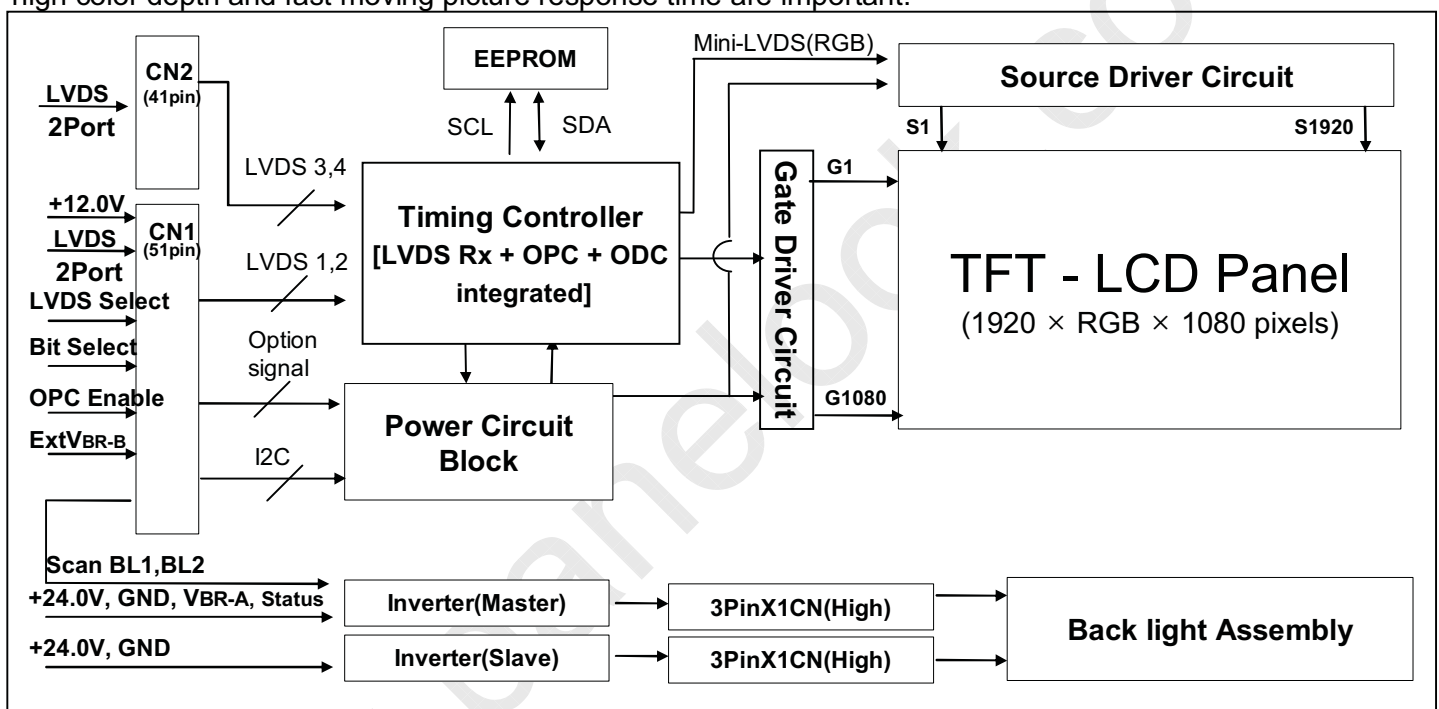 high color depth and fast moving picture response time are important.
CN2
(41pin)
LVDS
2Port
EEPROM
SCL
SDA
Mini-LVDS(RGB)
Source Driver Circuit
S1
S1920
LVDS 3,4
+12.0V
CN1
(51pin)
LVDS
2Port
LVDS Select
Bit Select
OPC Enable
ExtVBR-B
LVDS 1,2
Option
signal
I2C
Timing Controller
[LVDS Rx + OPC + ODC
integrated]
Power Circuit
Block
Gate Driver Circuit
G1
G1080
TFT - LCD Panel
(1920 × RGB × 1080 pixels)
Scan BL1,BL2
+24.0V, GND, VBR-A, Status
Inverter(Master)
3PinX1CN(High)
Back light Assembly
+24.0V, GND
Inverter(Slave)
3PinX1CN(High)